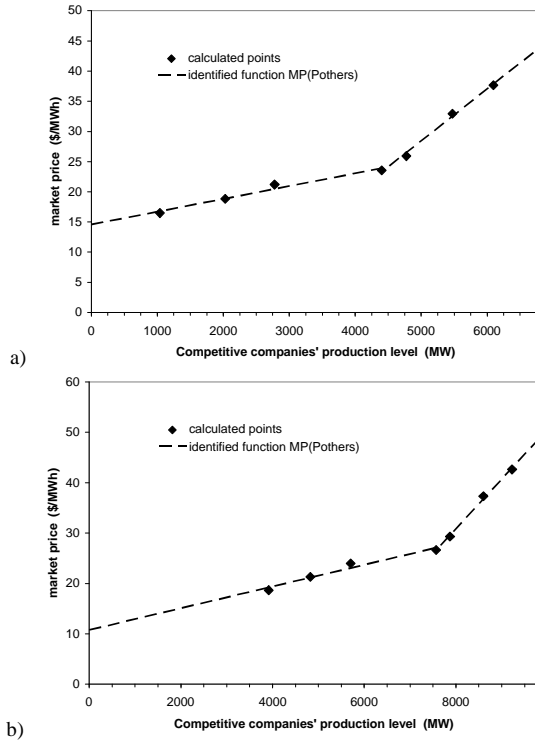 50
45
40
35
30
25
20
15
10
5
0
market price ($/MWh)
calculated points
identified function MP(Pothers)
0 1000 2000 3000 4000 5000 6000
Competitive companies' production level (MW)
a)
60
50
40
30
20
10
0
market price ($/MWh)
calculated points
identified function MP(Pothers)
0 2000 4000 6000 8000
Competitive companies' production level (MW)
b)